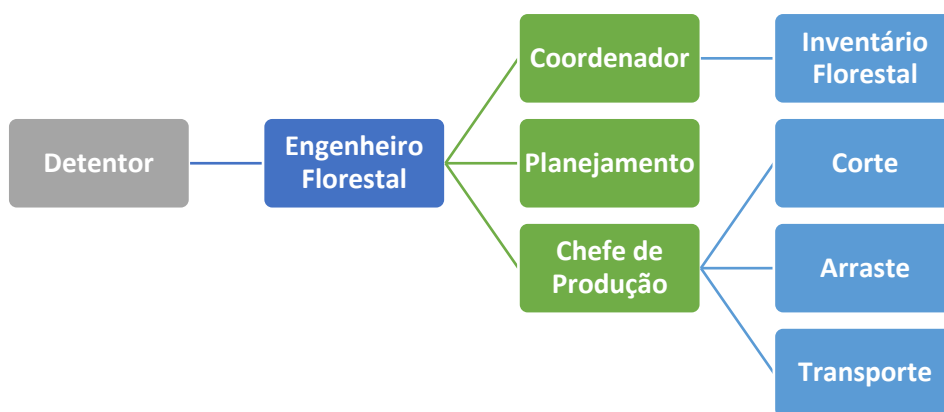 Detentor
Engenheiro
Florestal
Coordenador
Planejamento
Chefe de
Produção
Inventário
Florestal
Corte
Arraste
Transporte